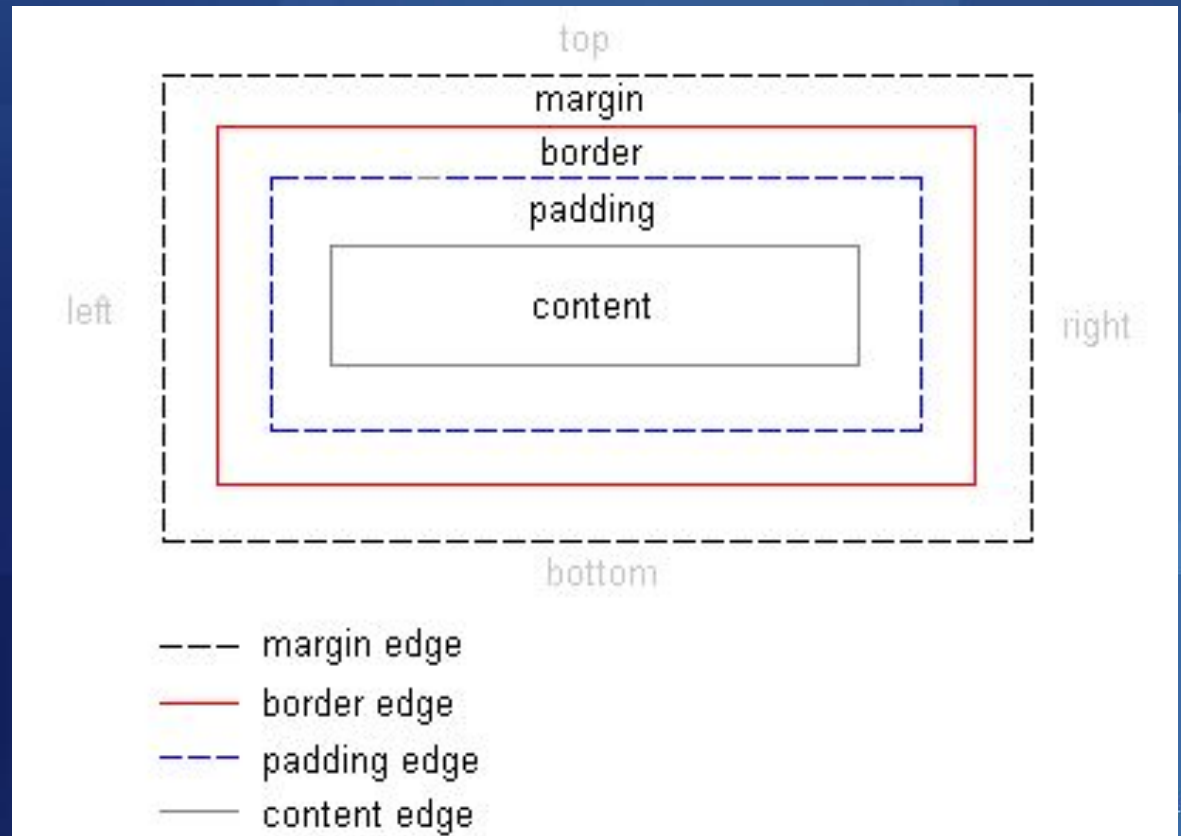 top
margin
border
padding
content
left
right
bottom
margin edge
border edge
padding edge
content edge